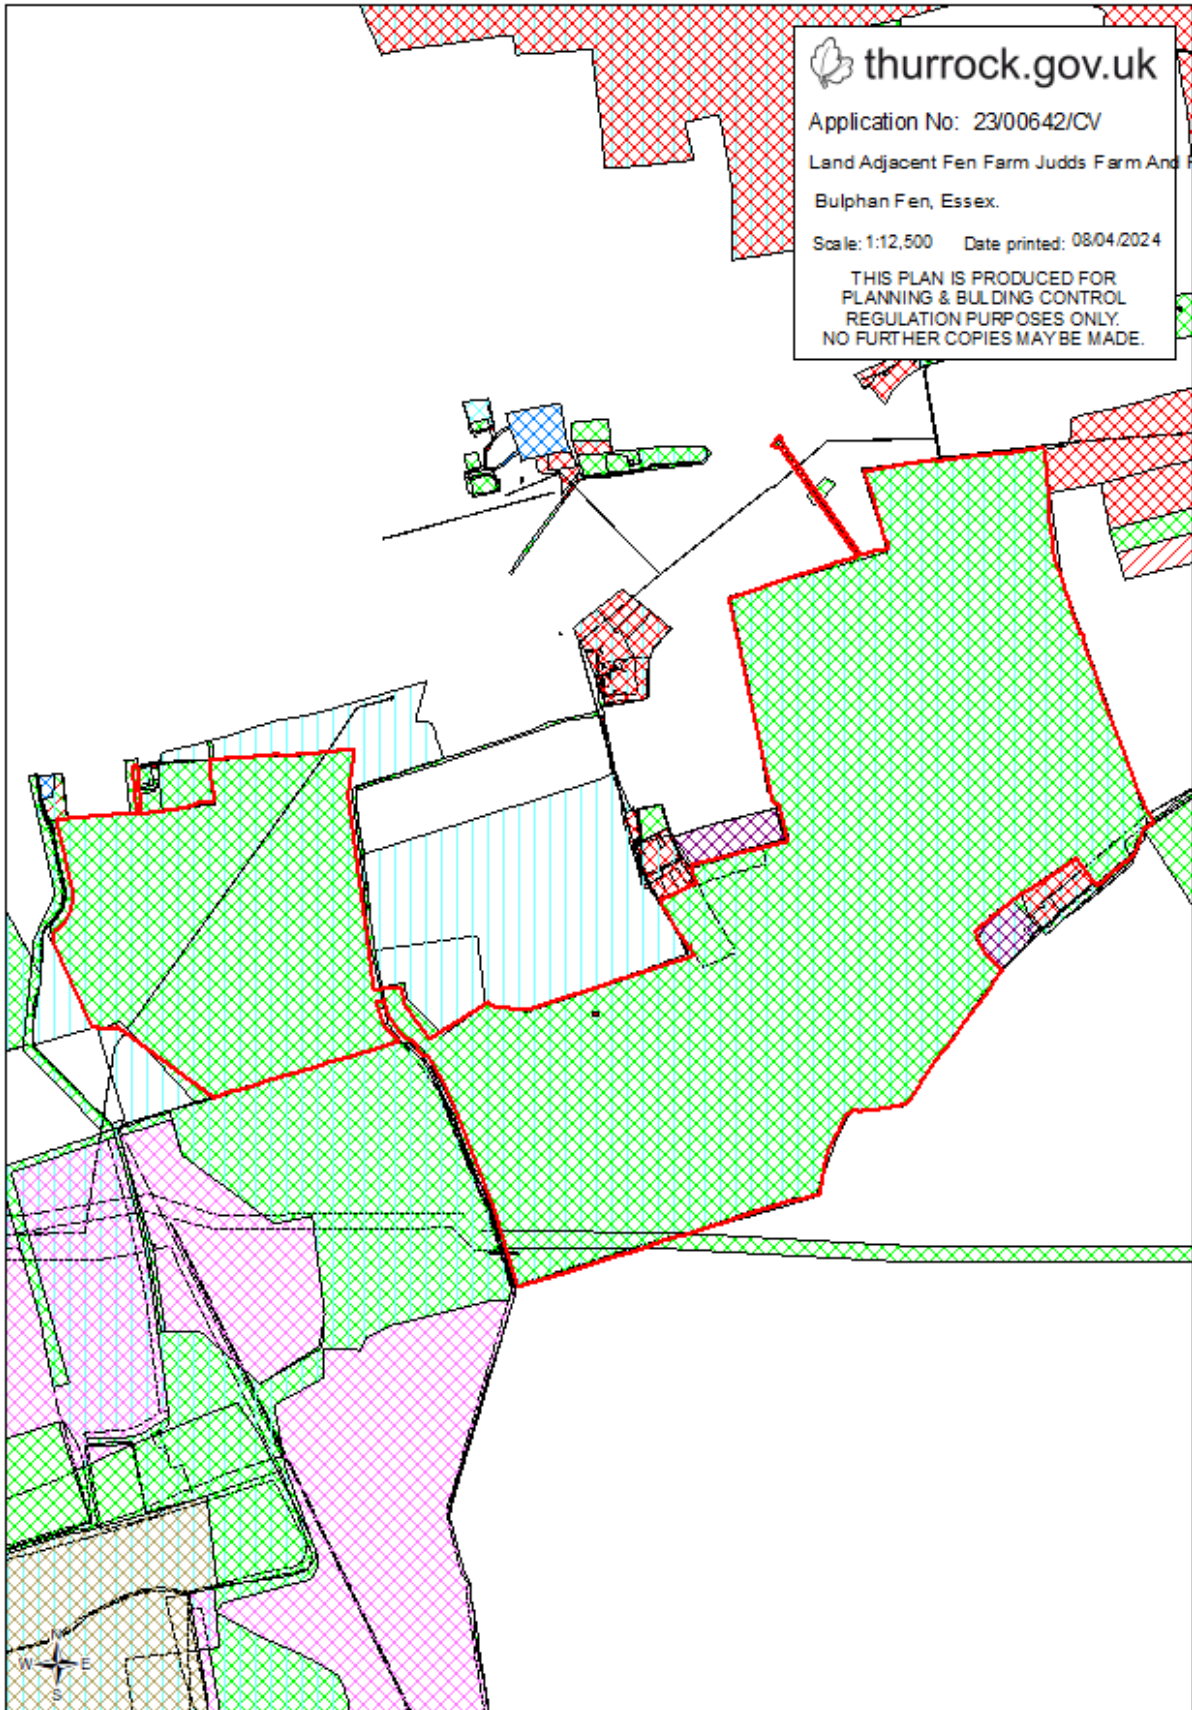 thurrock.gov.uk
Application No: 23/00642/CV
Land Adjacent Fen Farm Judds Farm And
Bulphan Fen, Essex.
Scale: 1:12,500 Date printed: 08/04/2024
THIS PLAN IS PRODUCED FOR
PLANNING & BULDING CONTROL
REGULATION PURPOSES ONLY.
NO FURTHER COPIES MAY BE MADE.
N
W E
S